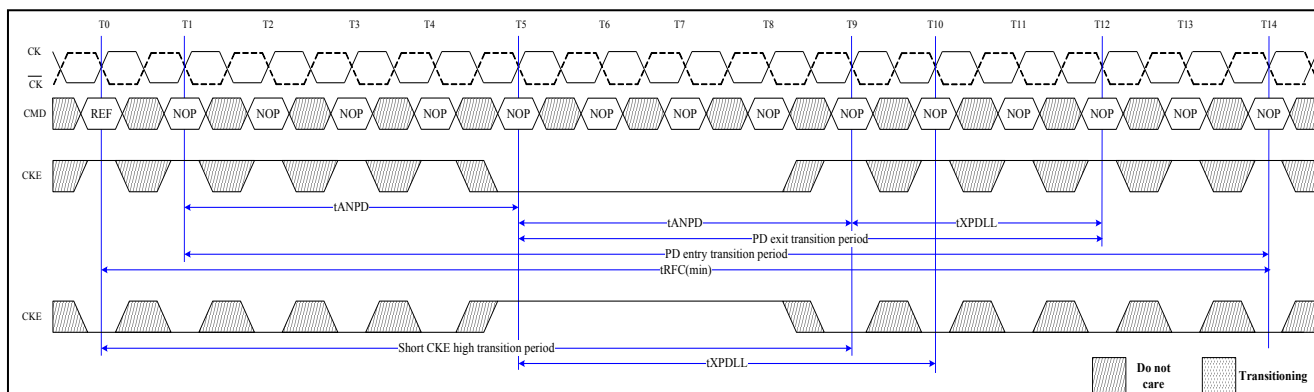 T0 T1 T2 T3 T4 T5 T6 T7 T8 T9 T10 T11 T12 T13 T14
CK
CK
CMD REF NOP NOP NOP NOP NOP NOP NOP NOP NOP NOP NOP NOP NOP NOP
CKE
tANPD
tANPD tXPDLL
PD exit transition period
PD entry transition period
tRFC(min)
CKE
Short CKE high transition period
tXPDLL
Do not care
Transitioning